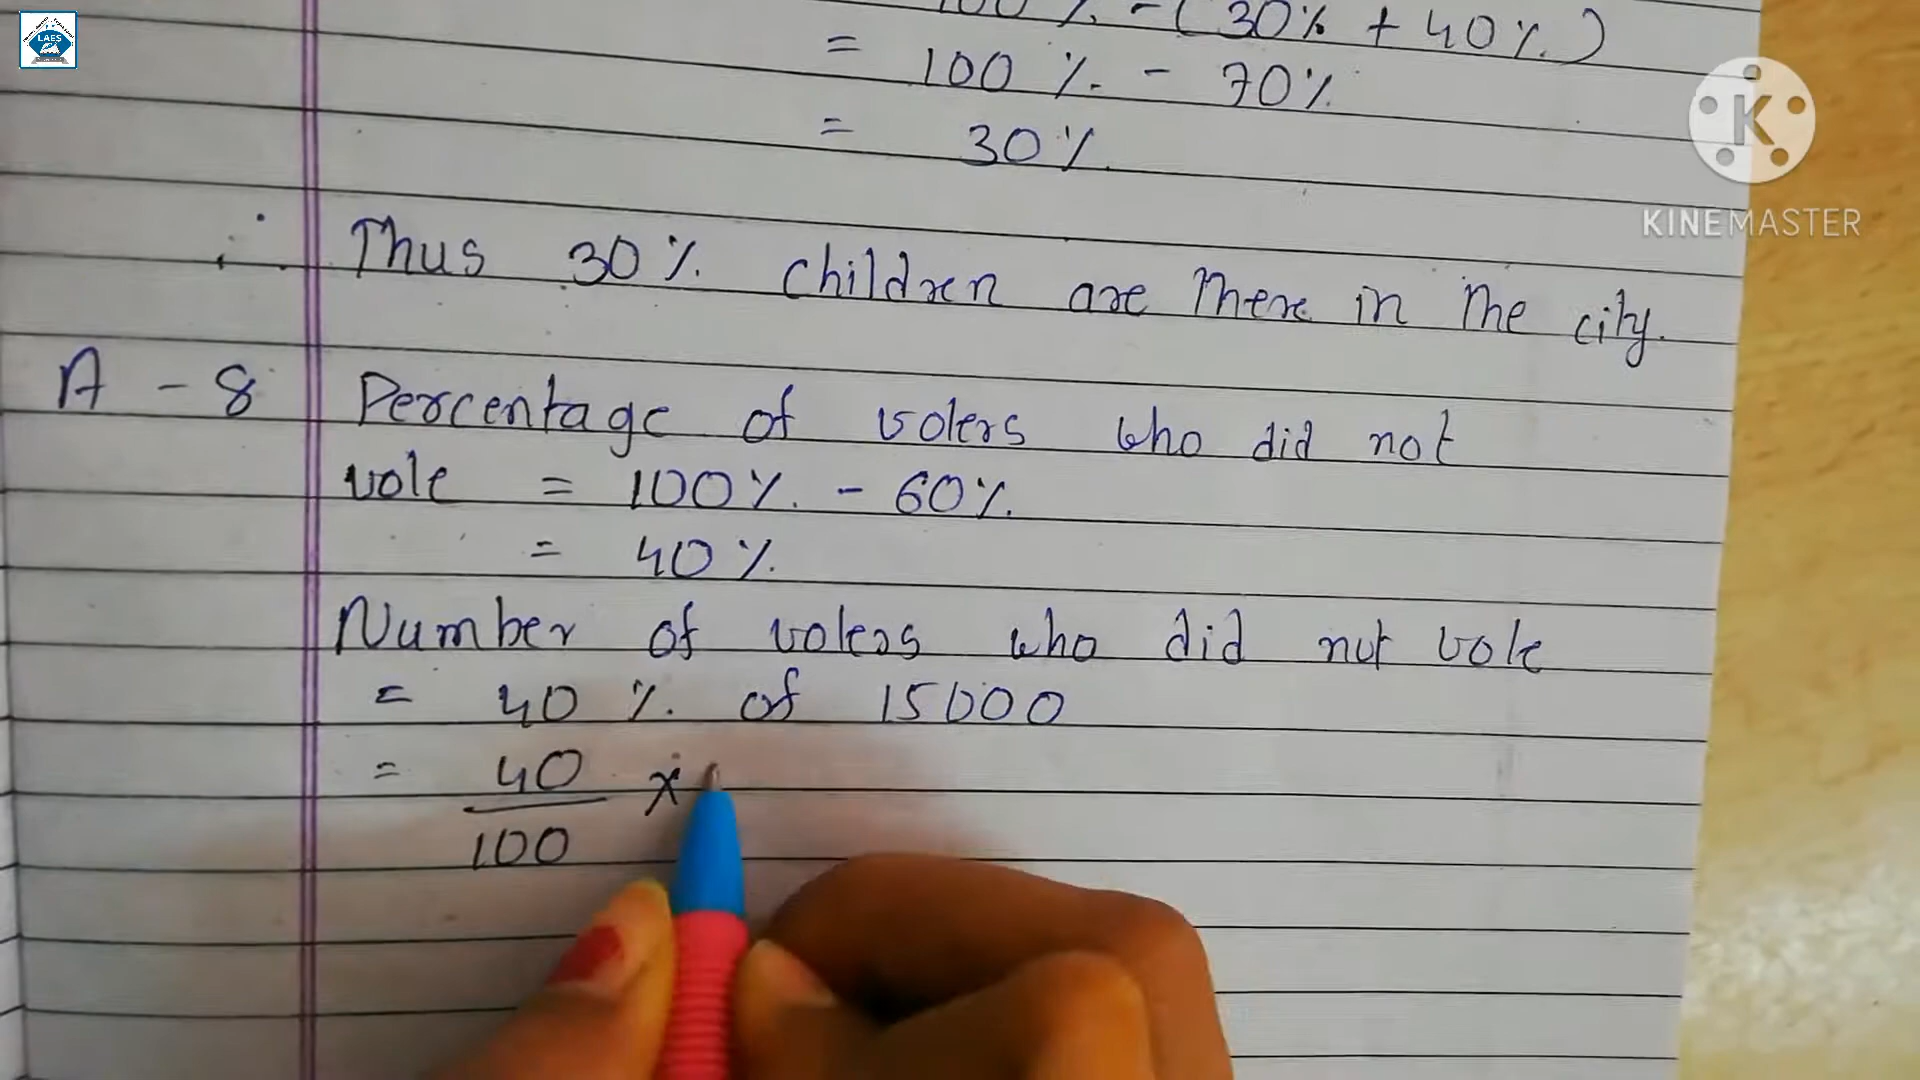 LAES
100 % - (30% + 40%)
= 100 % - 70%
= 30%
KINEMASTER
∴ Thus 30% children are there in the city.
A - 8 Percentage of voters who did not
vote = 100% - 60%
= 40%
Number of voters who did not vote
= 40 % of 15000
= 40 ×
100